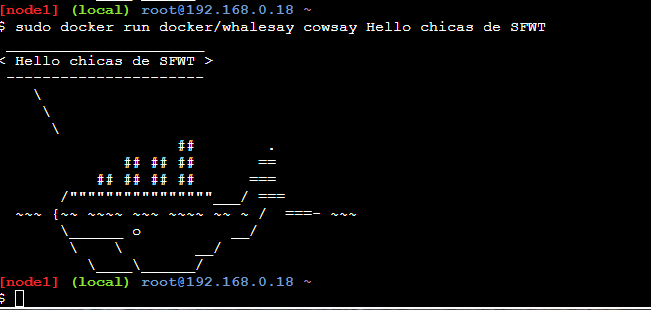 [node1] (local) root@192.168.0.18 ~
$ sudo docker run docker/whalesay cowsay Hello chicas de SFWT
 ______________________
< Hello chicas de SFWT >
 ----------------------
    \
     \
      \
                    ##         .
              ## ## ##        ==
           ## ## ## ##       ===
       /"""""""""""""""""___/ ===
  ~~~ {~~ ~~~~ ~~~ ~~~~ ~~ ~ /  ===- ~~~
       \______ o           __/
        \    \         __/
          \____\______/
[node1] (local) root@192.168.0.18 ~
$